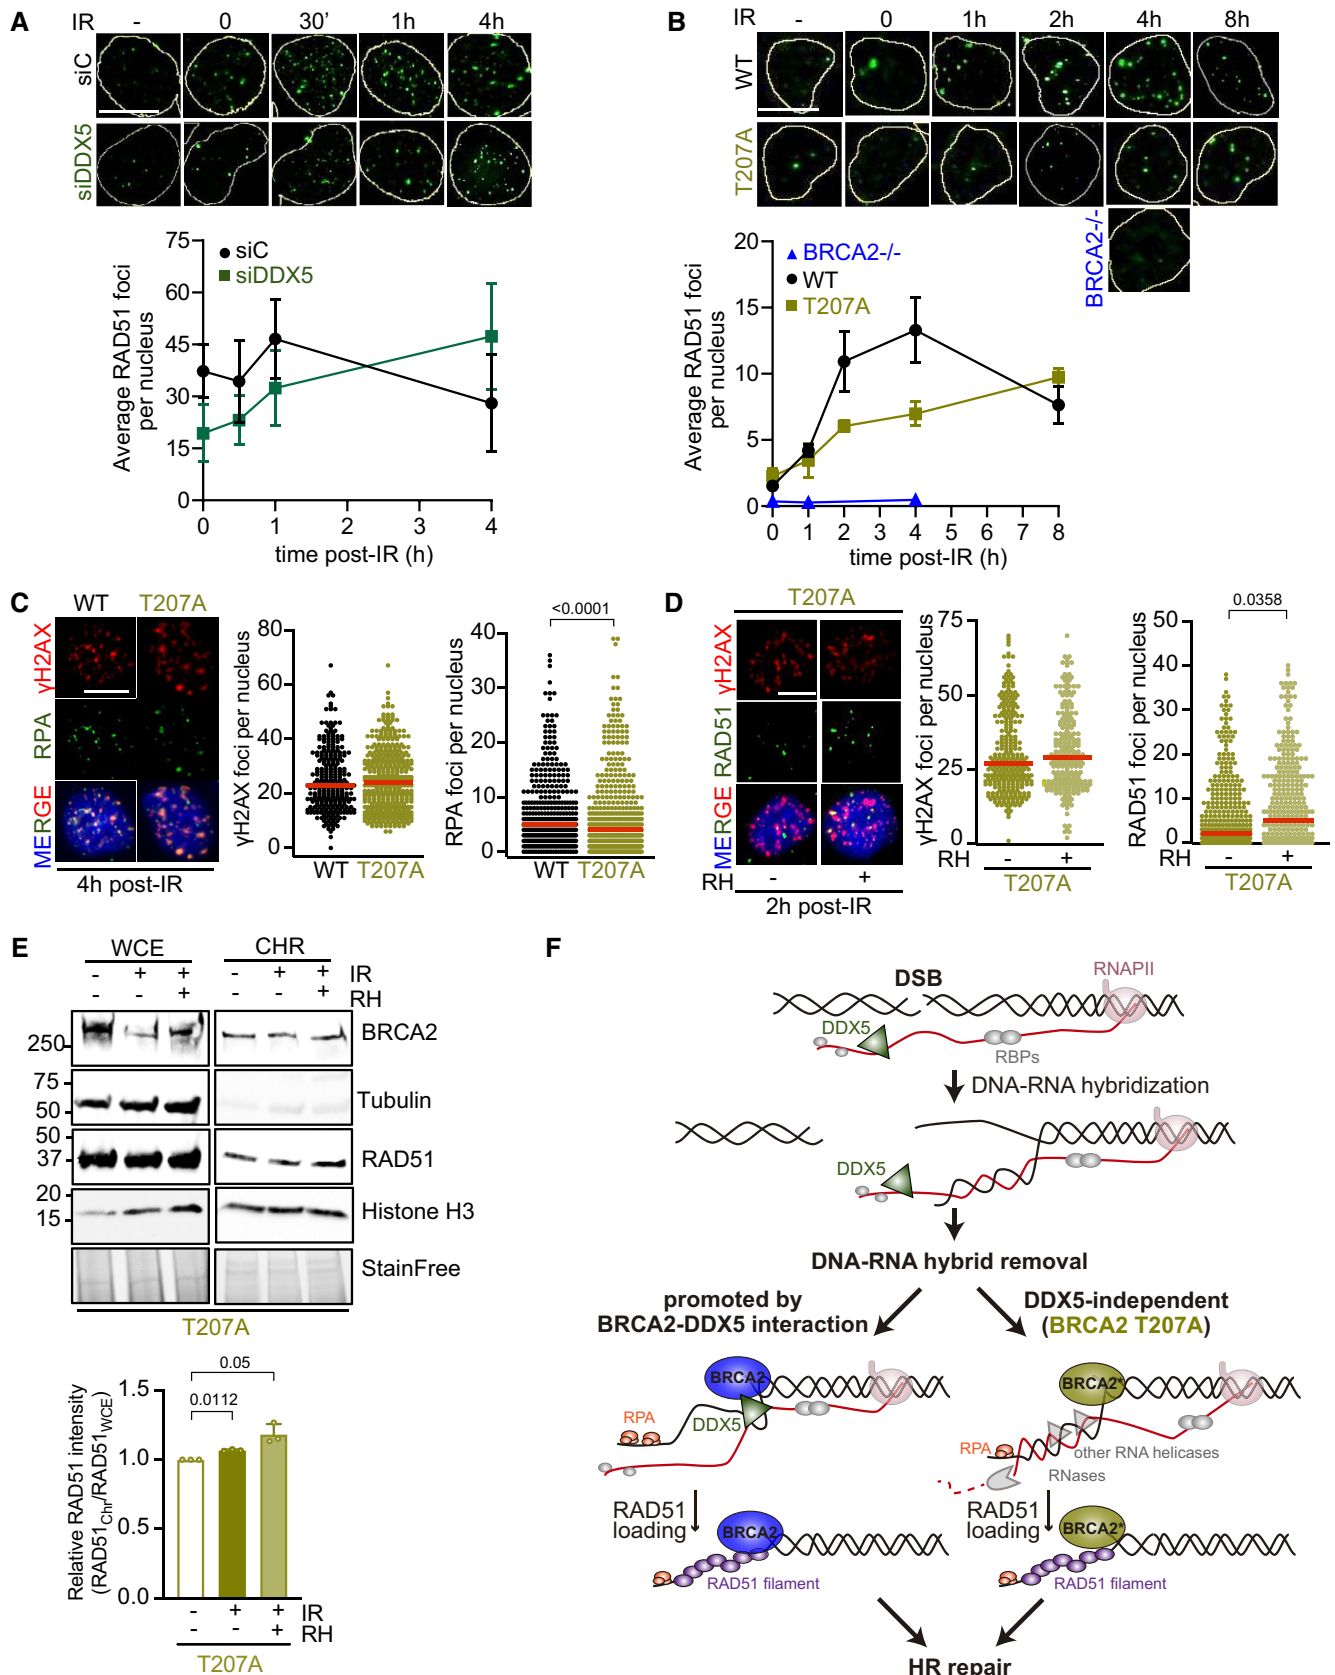 A
IR - 0 30' 1h 4h
siC
siDDX5
75
60
45
30
15
0
Average RAD51 foci
per nucleus
siC
siDDX5
0 1 2 3 4
time post-IR (h)
B
IR - 0 1h 2h 4h 8h
WT
T207A
BRCA2-/-
20
15
10
5
0
Average RAD51 foci
per nucleus
BRCA2-/-
WT
T207A
0 1 2 3 4 5 6 7 8
time post-IR (h)
C
WT T207A
γH2AX
RPA
MERGE
4h post-IR
γH2AX foci per nucleus
80
60
40
20
0
WT T207A
RPA foci per nucleus
<0.0001
40
30
20
10
0
WT T207A
D
T207A
γH2AX
RAD51
MERGE
RH - +
2h post-IR
γH2AX foci per nucleus
75
50
25
0
RH - +
T207A
RAD51 foci per nucleus
0.0358
50
40
30
20
10
0
RH - +
T207A
E
WCE CHR
- + + - + + IR
- - + - - + RH
250 BRCA2
75
50 Tubulin
50
37 RAD51
20
15 Histone H3
StainFree
T207A
Relative RAD51 intensity
(RAD51Chr/RAD51WCE)
0.05
0.0112
1.5
1.0
0.5
0.0
- + + IR
- - + RH
T207A
F
DSB
RNAPII
DDX5
RBPs
DNA-RNA hybridization
DDX5
DNA-RNA hybrid removal
promoted by
BRCA2-DDX5 interaction
DDX5-independent
(BRCA2 T207A)
BRCA2
RPA
DDX5
BRCA2*
RPA
other RNA helicases
RNases
RAD51
loading
BRCA2
RAD51 filament
RAD51
loading
BRCA2*
RAD51 filament
HR repair